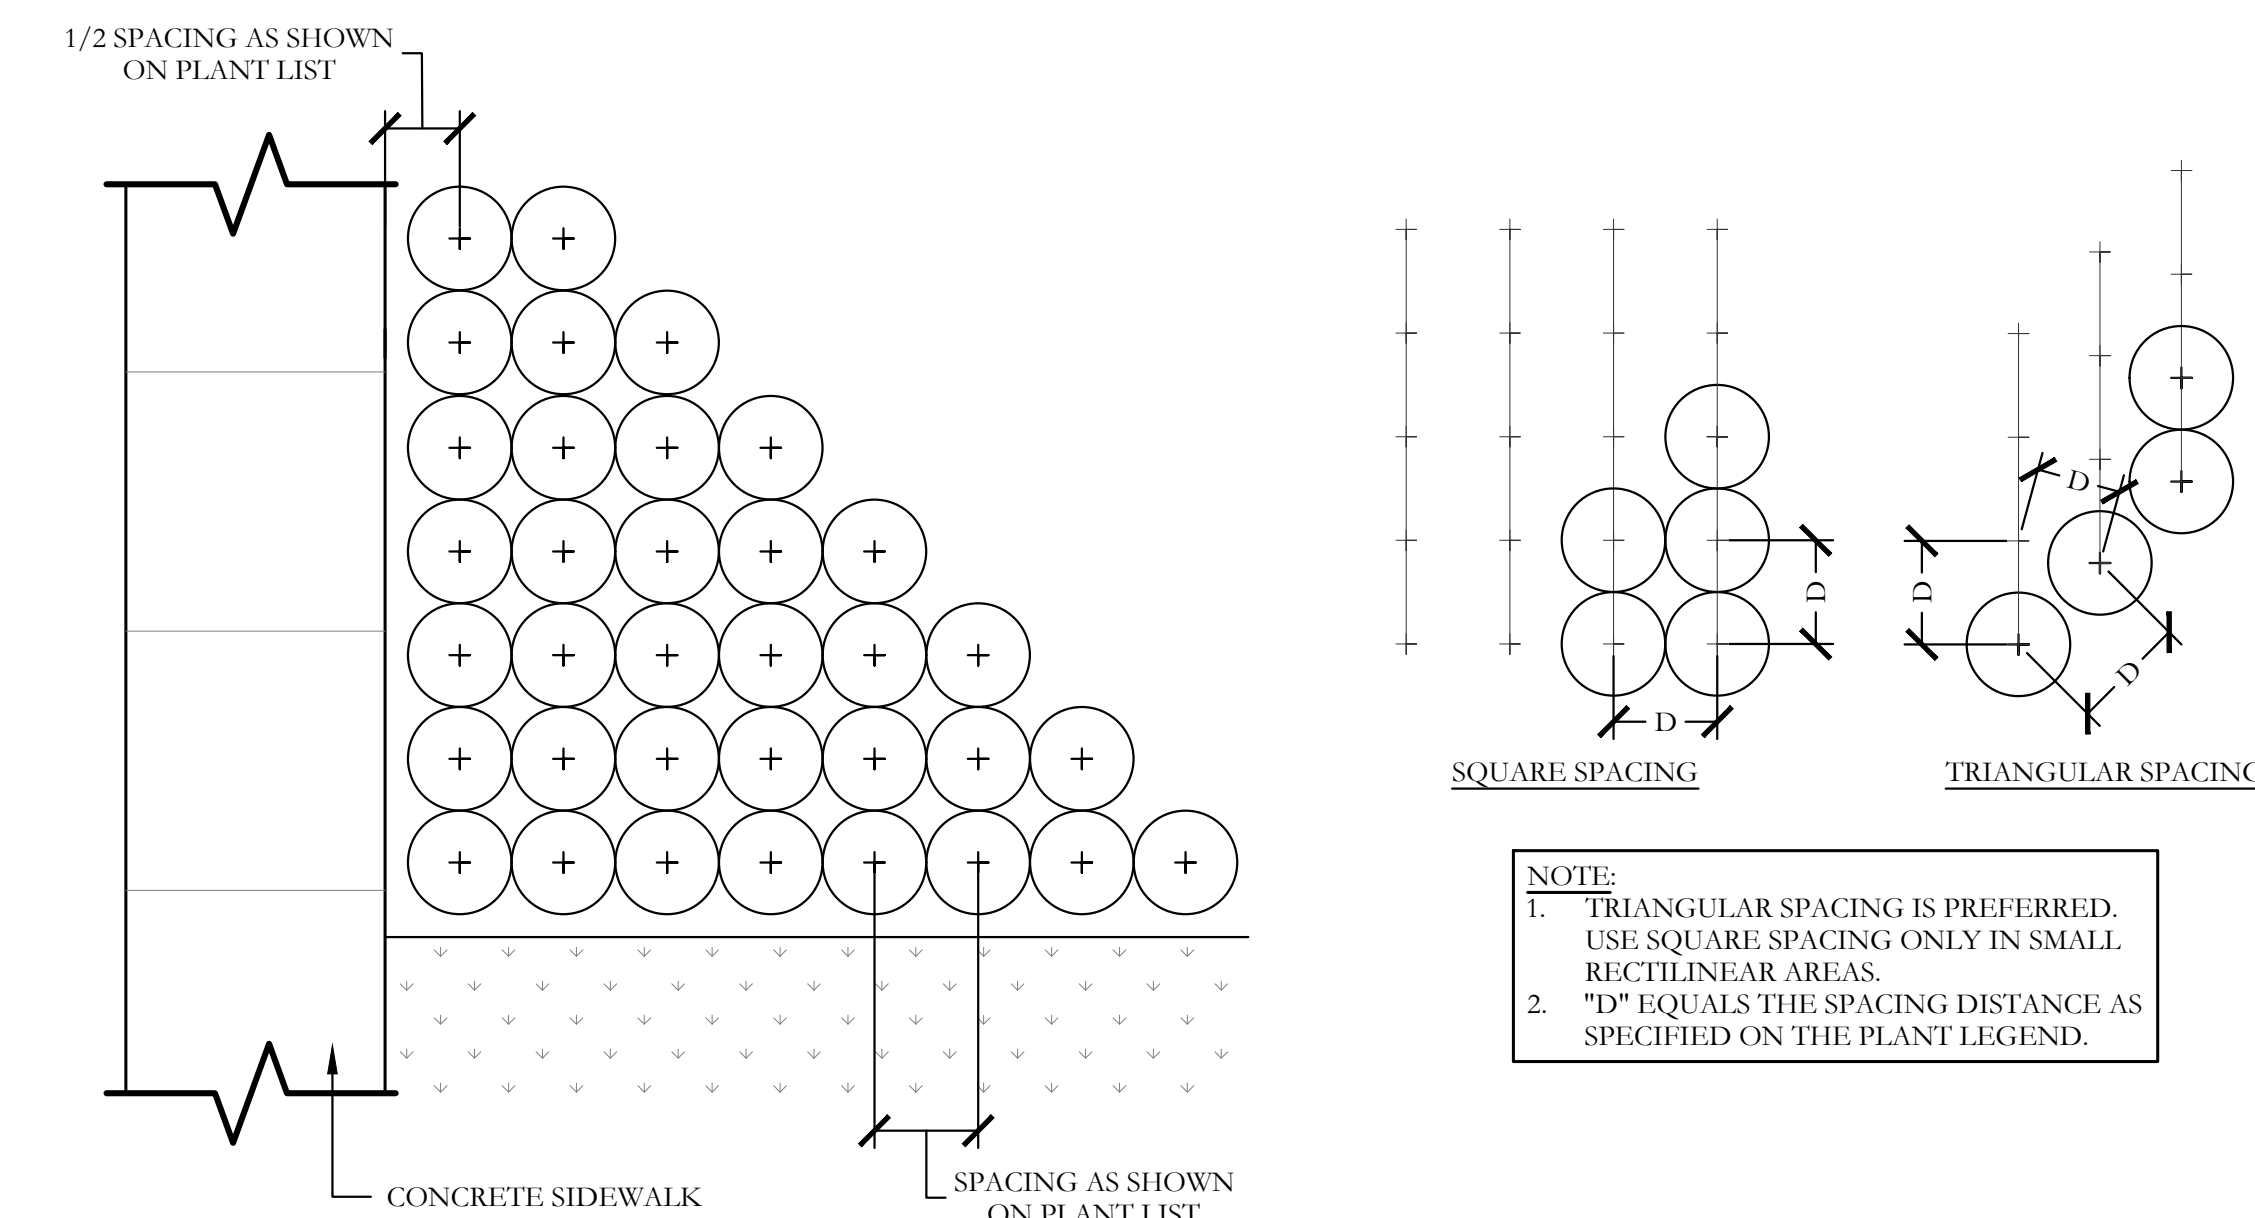 1/2 SPACING AS SHOWN
ON PLANT LIST
CONCRETE SIDEWALK
SPACING AS SHOWN
ON PLANT LIST
D
D
SQUARE SPACING
D
D
D
TRIANGULAR SPACING
NOTE:
1. TRIANGULAR SPACING IS PREFERRED.
USE SQUARE SPACING ONLY IN SMALL
RECTILINEAR AREAS.
2. "D" EQUALS THE SPACING DISTANCE AS
SPECIFIED ON THE PLANT LEGEND.